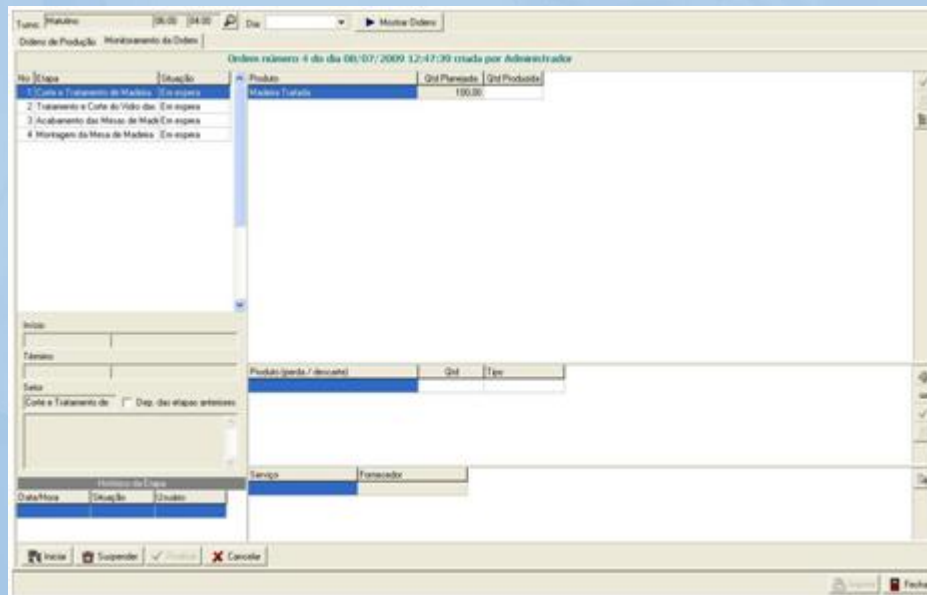 Turno Matutino 06:00 04:00 Dia Mostrar Ordens
Ordens de Produção Monitoramento da Ordem
Ordem número 4 do dia 08/07/2009 12:47:39 criada por Administrador
No Etapa Situação Produto Qtd Planejada Qtd Produzida
1 Corte e Tratamento de Madeira Em espera Madeira Tratada 100,00
2 Tratamento e Corte do Vidro das Em espera
3 Acabamento das Mesas de Made Em espera
4 Montagem da Mesa de Madeira Em espera
Início
Término
Produto (perda / descarte) Qtd Tipo
Setor
Corte e Tratamento de Dep. das etapas anteriores
Serviço Fornecedor
Histórico da Etapa
Data/Hora Situação Usuário
Iniciar Suspender Finalizar Cancelar
Fecha